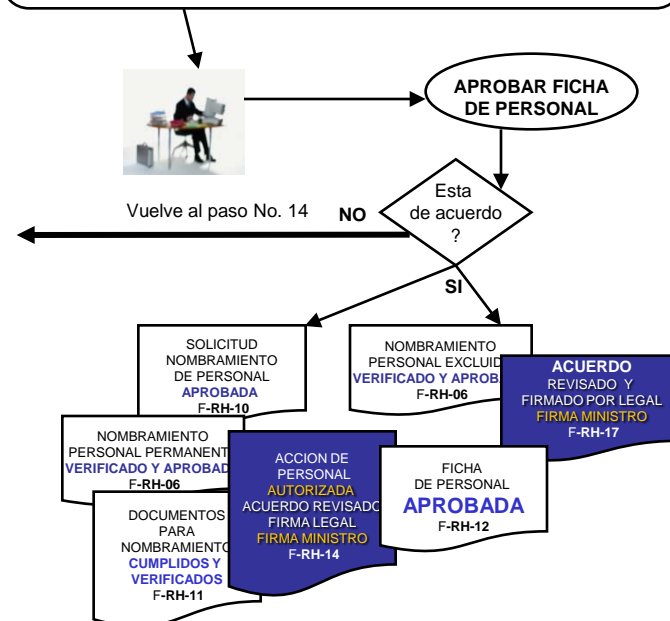 APROBAR FICHA
DE PERSONAL
Esta
de acuerdo
?
Vuelve al paso No. 14
NO
SI
SOLICITUD
NOMBRAMIENTO
DE PERSONAL
APROBADA
F-RH-10
NOMBRAMIENTO
PERSONAL EXCLUID
VERIFICADO Y APROB
F-RH-06
ACUERDO
REVISADO Y
FIRMADO POR LEGAL
FIRMA MINISTRO
F-RH-17
NOMBRAMIENTO
PERSONAL PERMANENT
VERIFICADO Y APROBAD
F-RH-06
ACCION DE
PERSONAL
AUTORIZADA
ACUERDO REVISADO
FIRMA LEGAL
FIRMA MINISTRO
F-RH-14
FICHA
DE PERSONAL
APROBADA
F-RH-12
DOCUMENTOS
PARA
NOMBRAMIENTO
CUMPLIDOS Y
VERIFICADOS
F-RH-11